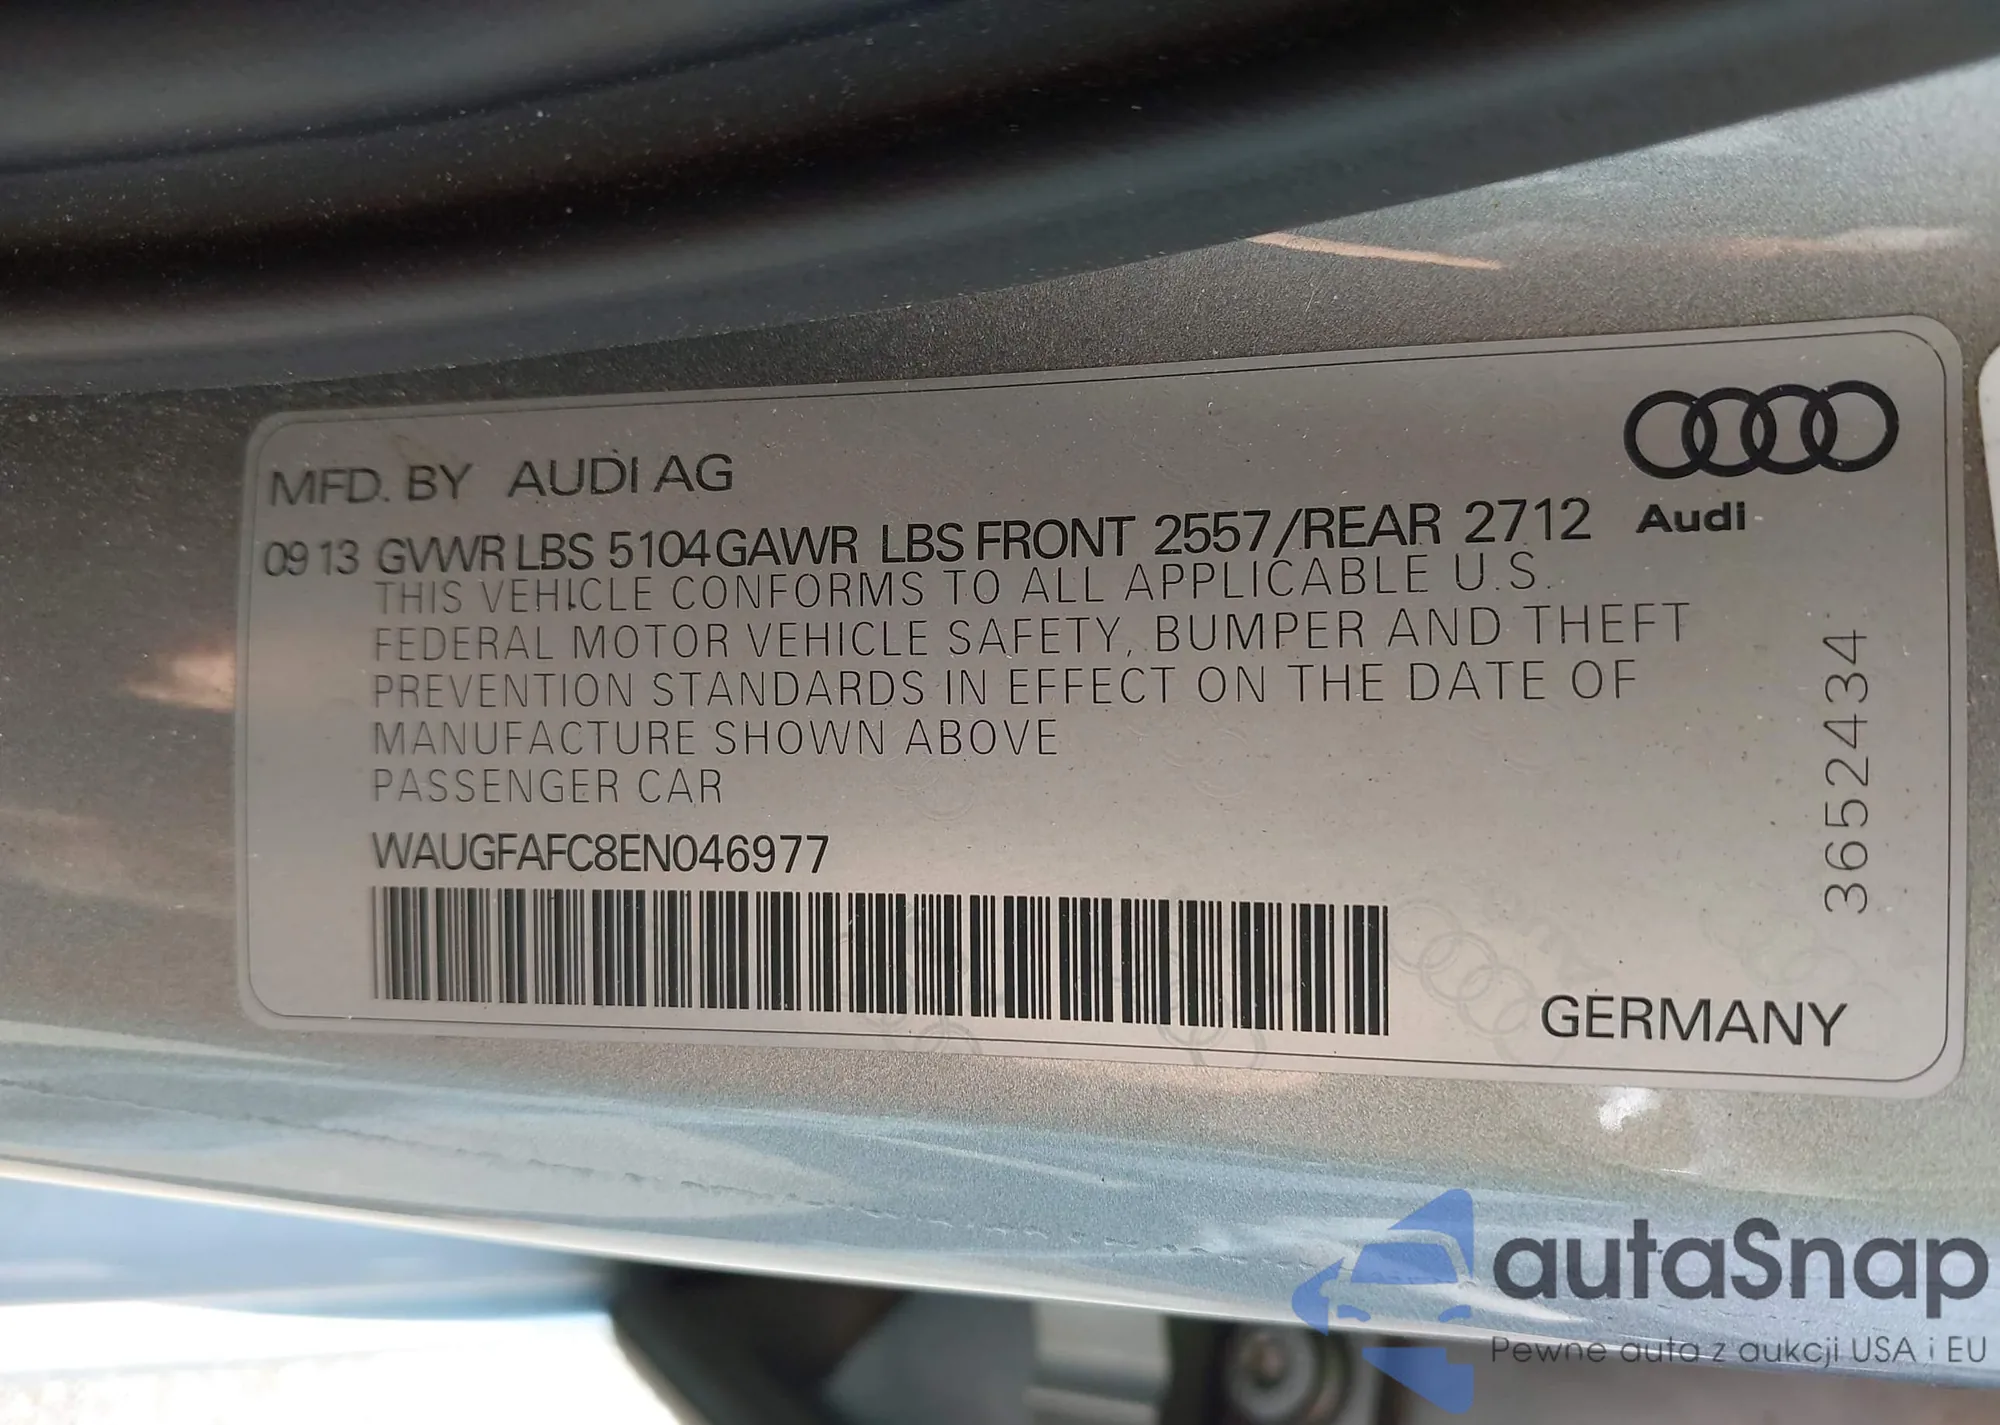 MFD. BY AUDI AG
09 13 GVWR LBS 5104 GAWR LBS FRONT 2557/REAR 2712
Audi
THIS VEHICLE CONFORMS TO ALL APPLICABLE U.S.
FEDERAL MOTOR VEHICLE SAFETY, BUMPER AND THEFT
PREVENTION STANDARDS IN EFFECT ON THE DATE OF
MANUFACTURE SHOWN ABOVE
PASSENGER CAR
WAUGFAFC8EN046977
3652434
GERMANY
autaSnap
Pewne auta z aukcji USA i EU